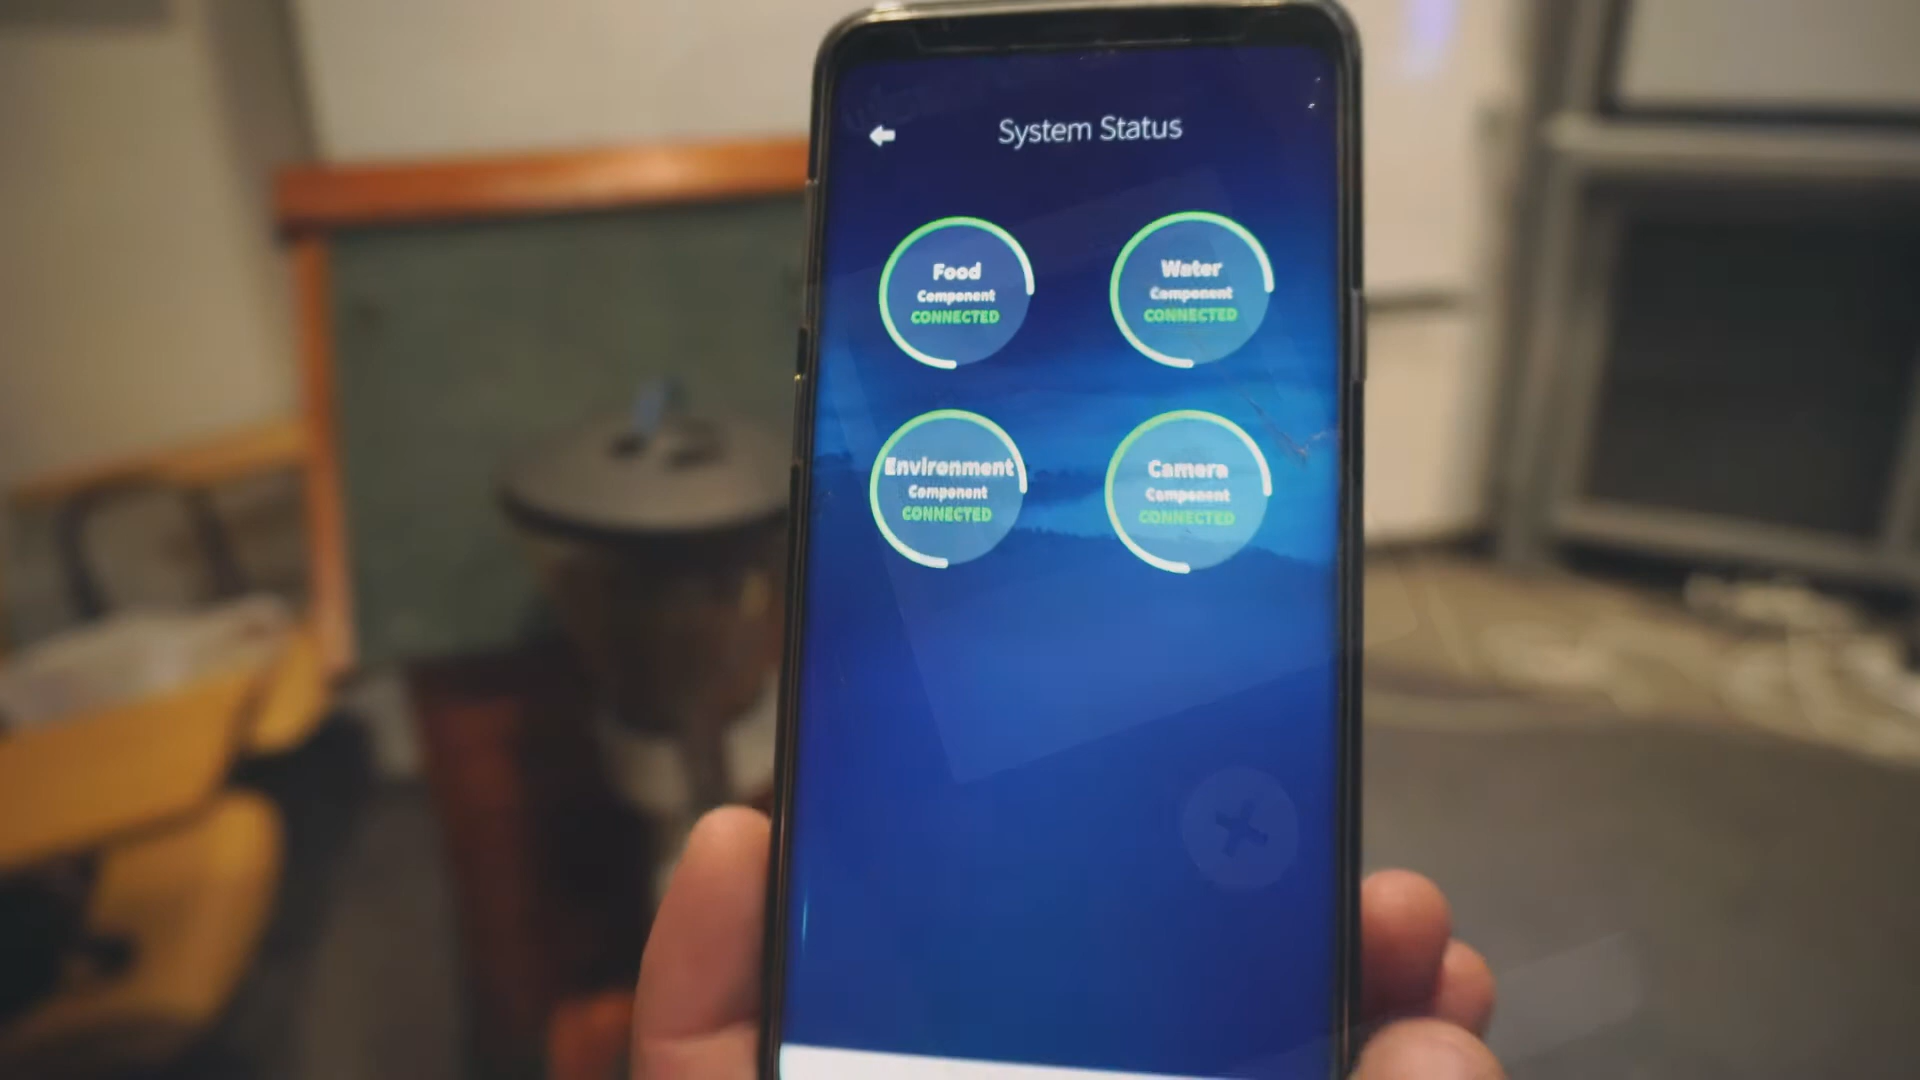 System Status
Food
Component
CONNECTED
Water
Component
CONNECTED
Environment
Component
CONNECTED
Camera
Component
CONNECTED